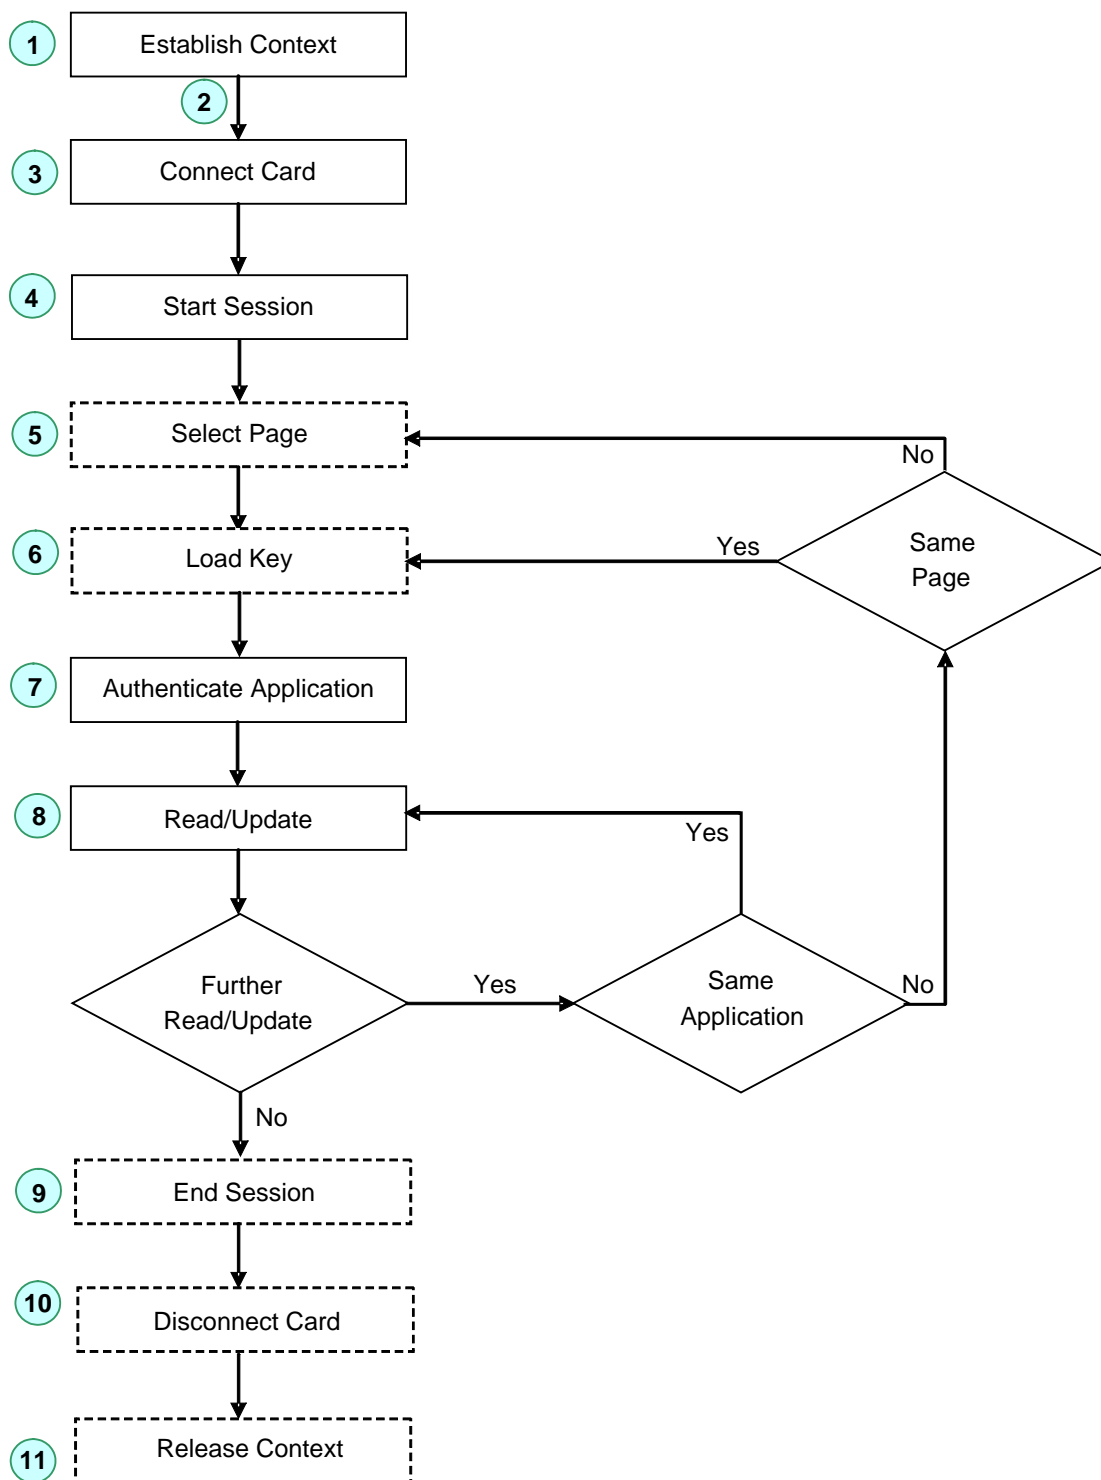 1
Establish Context
2
3
Connect Card
4
Start Session
5
Select Page
No
6
Load Key
Yes
Same
Page
7
Authenticate Application
8
Read/Update
Yes
Further
Read/Update
Yes
Same
Application
No
No
9
End Session
10
Disconnect Card
11
Release Context